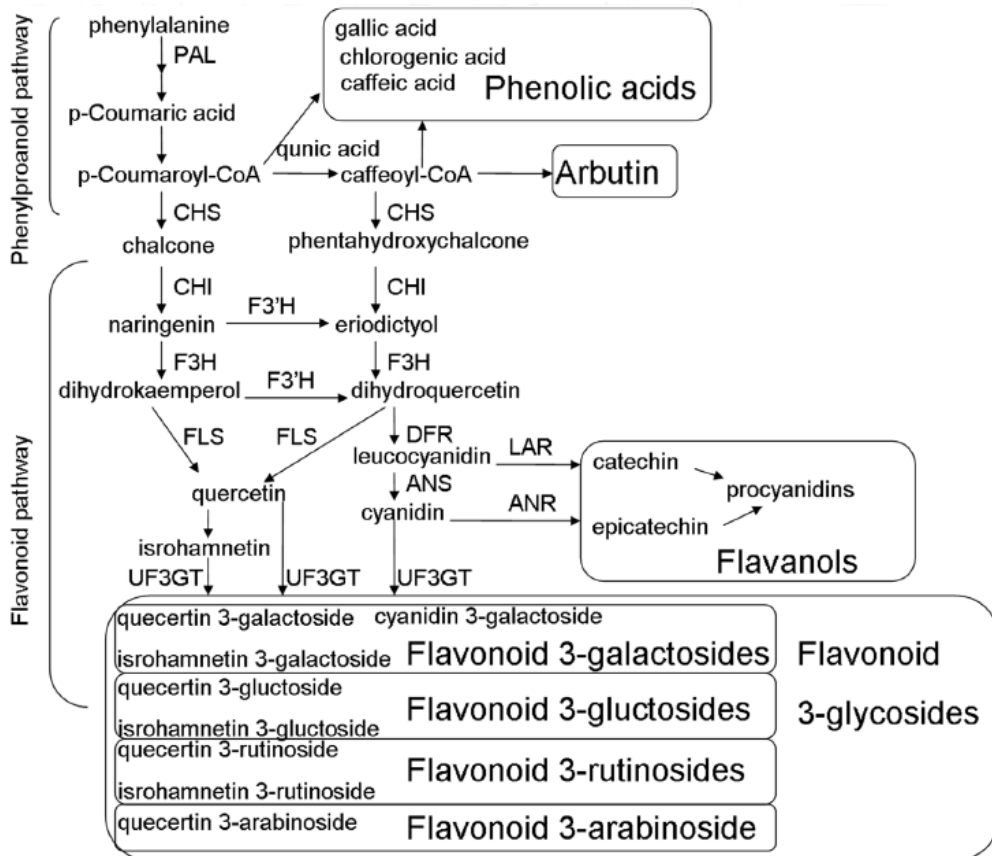 phenylalanine
PAL
p-Coumaric acid
p-Coumaroyl-CoA
qunic acid
caffeoyl-CoA
Arbutin
gallic acid
chlorogenic acid
caffeic acid
Phenolic acids
Phenylproanold pathway
CHS
CHS
chalcone
phentahydroxychalcone
CHI
CHI
naringenin
F3'H
eriodictyol
F3H
F3H
dihydrokaemperol
F3'H
dihydroquercetin
FLS
FLS
DFR
leucocyanidin
LAR
catechin
procyanidins
ANS
quercetin
cyanidin
ANR
epicatechin
Flavanols
isrohamnetin
UF3GT
UF3GT
UF3GT
Flavonoid pathway
quecertin 3-galactoside
cyanidin 3-galactoside
isrohamnetin 3-galactoside
Flavonoid 3-galactosides
quecertin 3-gluctoside
isrohamnetin 3-gluctoside
Flavonoid 3-gluctosides
quecertin 3-rutinoside
isrohamnetin 3-rutinoside
Flavonoid 3-rutinosides
quecertin 3-arabinoside
Flavonoid 3-arabinoside
Flavonoid
3-glycosides